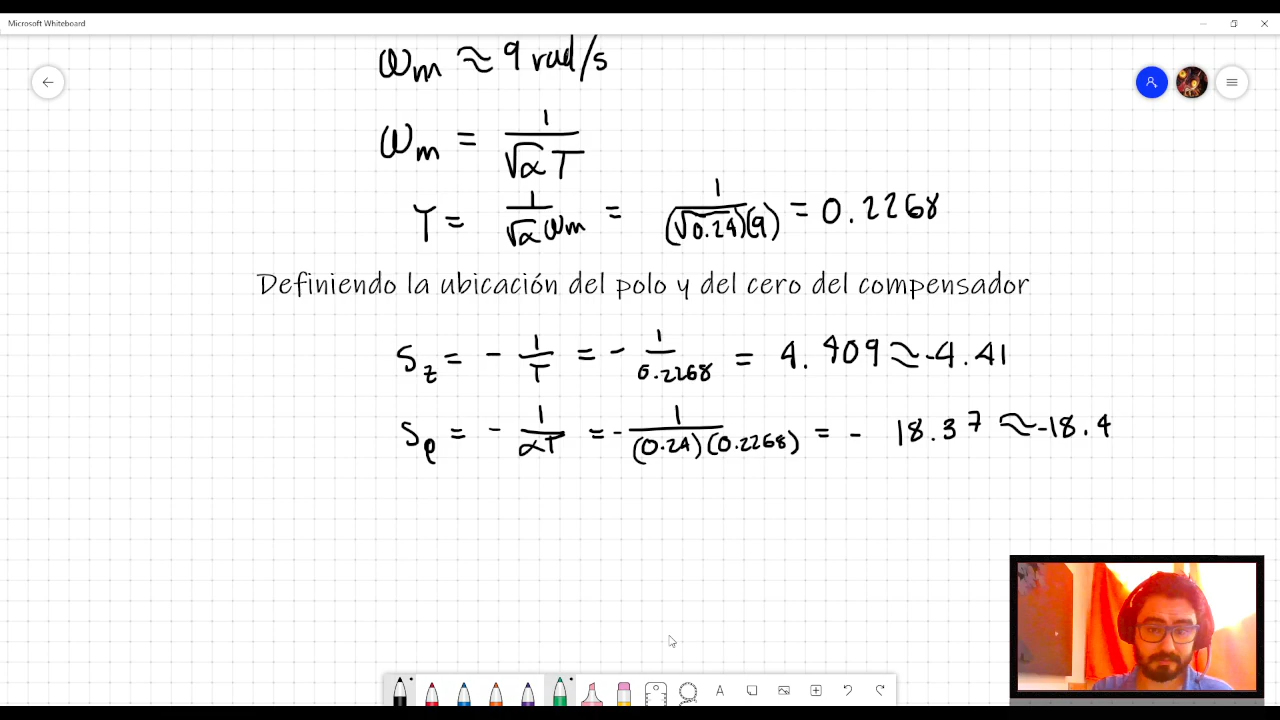 Microsoft Whiteboard
ωm ≈ 9 rad/s
ωm = 1/(√α T)
T = 1/(√α ωm) = 1/((√0.24)(9)) = 0.2268
Definiendo la ubicación del polo y del cero del compensador
Sz = - 1/T = - 1/0.2268 = 4.409 ≈ -4.41
Sp = - 1/(αT) = - 1/((0.24)(0.2268)) = - 18.37 ≈ -18.4
A